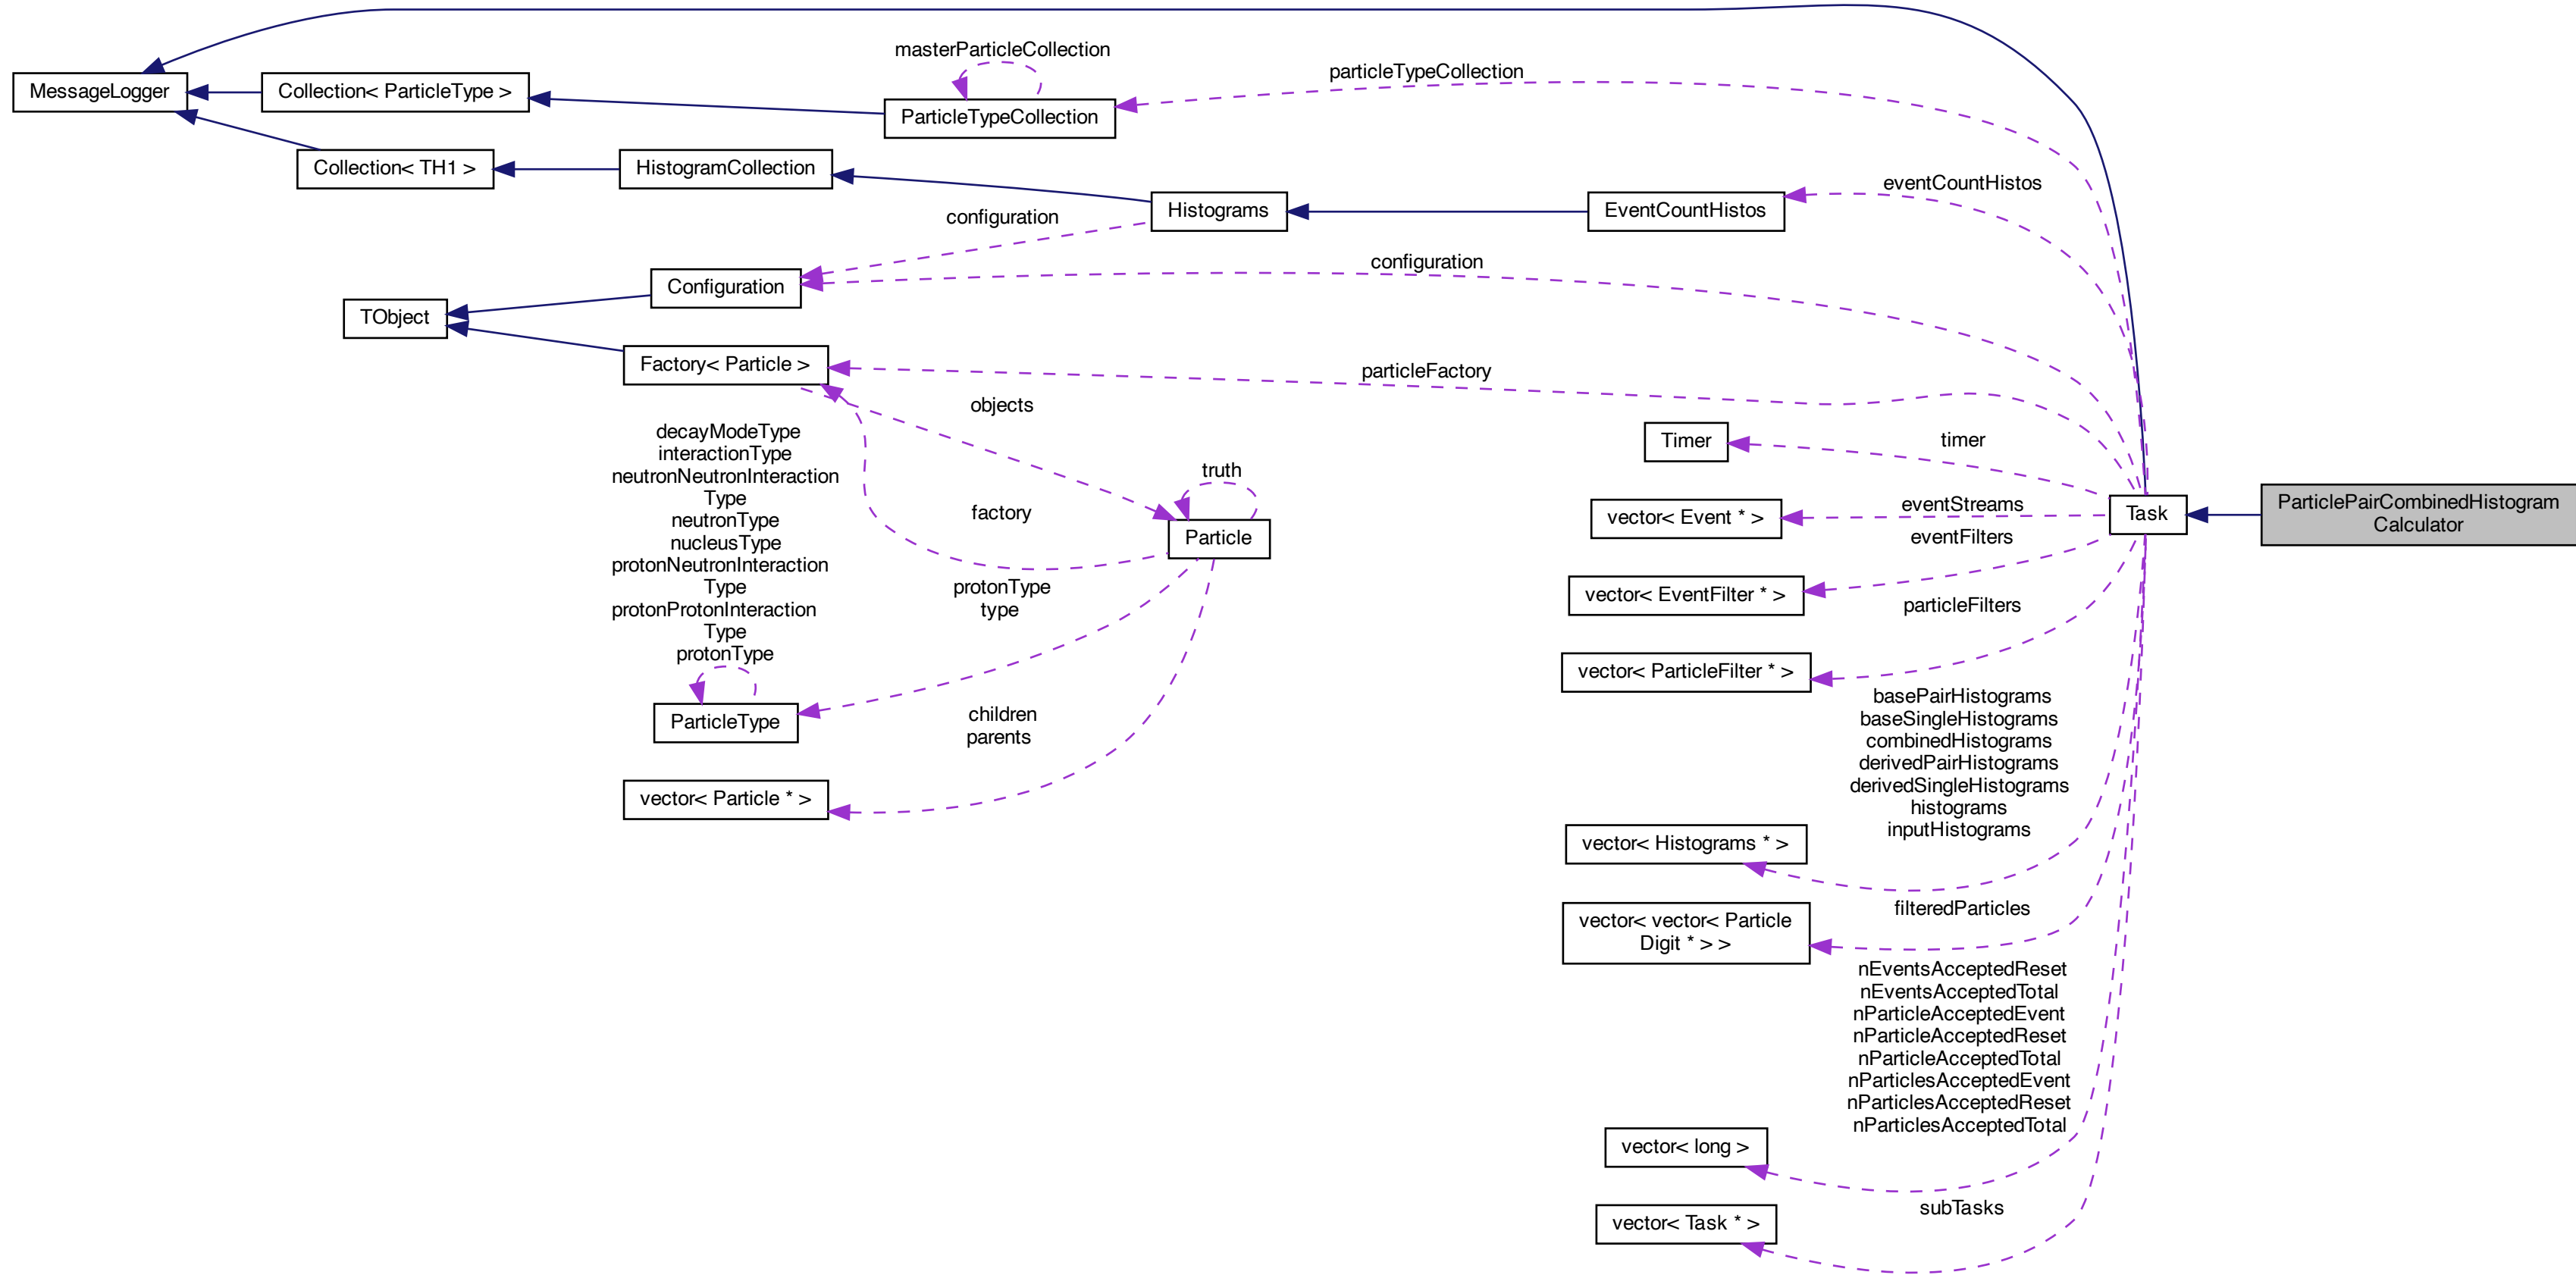 masterParticleCollection
particleTypeCollection
MessageLogger
Collection< ParticleType >
ParticleTypeCollection
Collection< TH1 >
HistogramCollection
eventCountHistos
Histograms
EventCountHistos
configuration
configuration
Configuration
TObject
Factory< Particle >
particleFactory
objects
decayModeType
interactionType
neutronNeutronInteraction
Type
neutronType
nucleusType
protonNeutronInteraction
Type
protonProtonInteraction
Type
protonType
truth
factory
Particle
protonType
type
ParticleType
children
parents
vector< Particle * >
Timer
timer
vector< Event * >
eventStreams
Task
ParticlePairCombinedHistogram
Calculator
eventFilters
vector< EventFilter * >
particleFilters
vector< ParticleFilter * >
basePairHistograms
baseSingleHistograms
combinedHistograms
derivedPairHistograms
derivedSingleHistograms
histograms
inputHistograms
vector< Histograms * >
filteredParticles
vector< vector< Particle
Digit * > >
nEventsAcceptedReset
nEventsAcceptedTotal
nParticleAcceptedEvent
nParticleAcceptedReset
nParticleAcceptedTotal
nParticlesAcceptedEvent
nParticlesAcceptedReset
nParticlesAcceptedTotal
vector< long >
subTasks
vector< Task * >